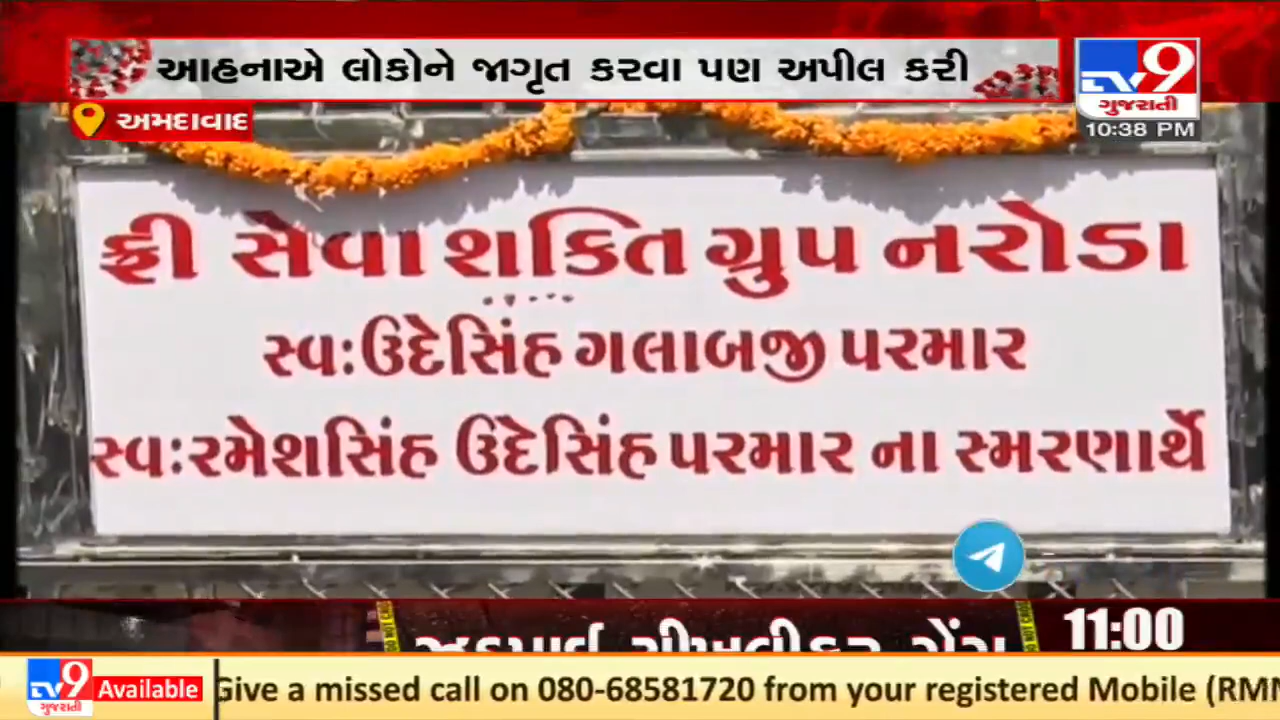 આહનાએ લોકોને જાગૃત કરવા પણ અપીલ કરી
TV9
ગુજરાતી
10:38 PM
અમદાવાદ
ફ્રી સેવા શક્તિ ગ્રુપ નરોડા
સ્વઃઉદેસિંહ ગલાબજી પરમાર
સ્વઃરમેશસિંહ ઉદેસિંહ પરમાર ના સ્મરણાર્થે
11:00
TV9
ગુજરાતી
Available
Give a missed call on 080-68581720 from your registered Mobile (RMN